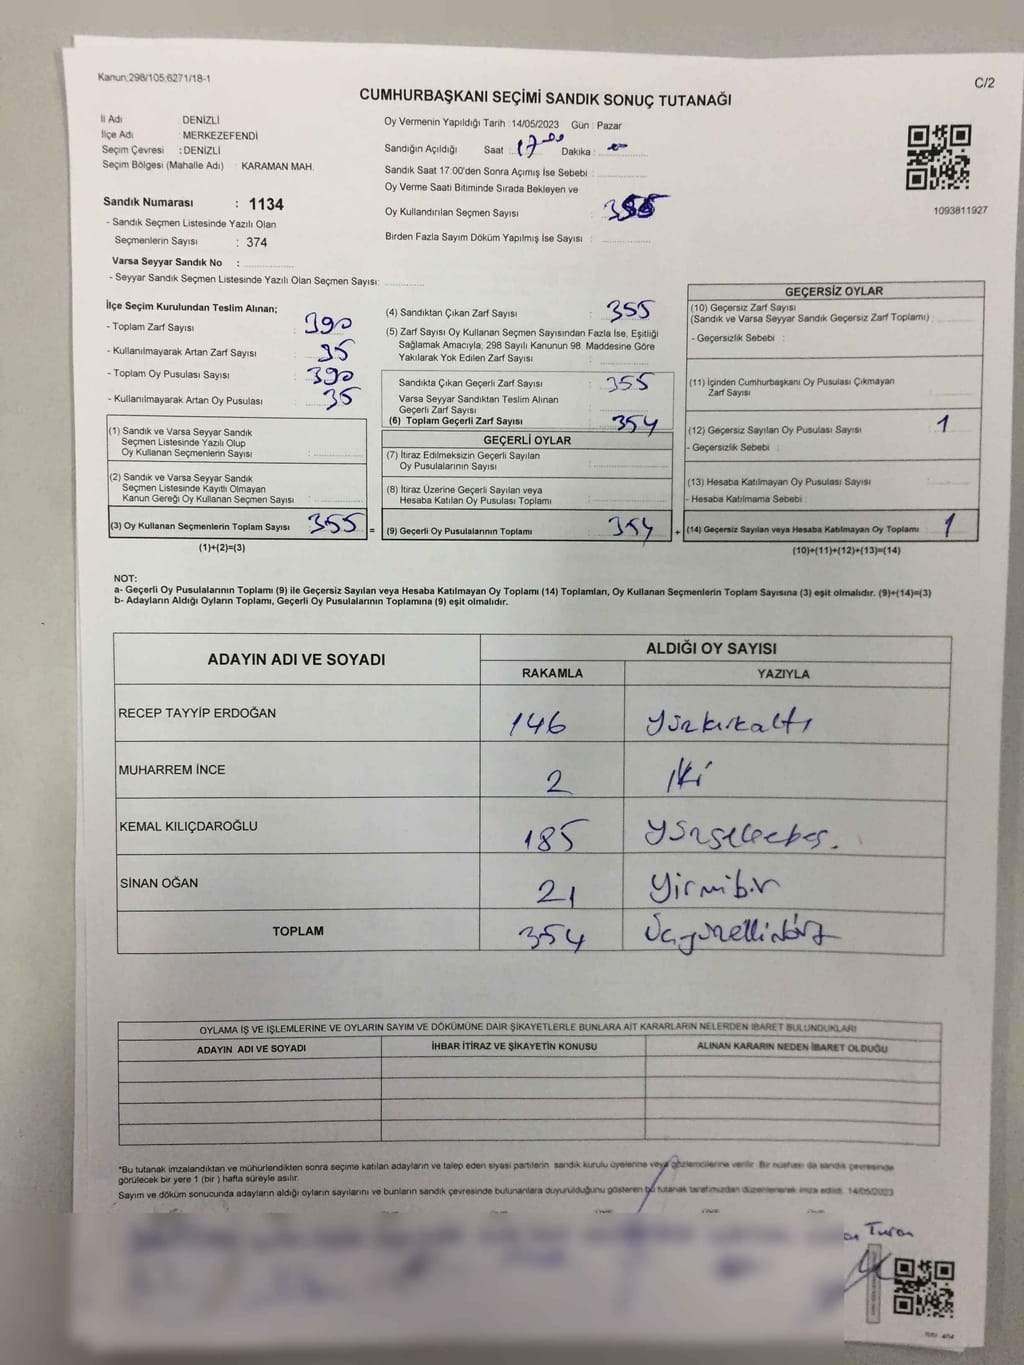 Kanun:298/105:6271/18-1
C/2
CUMHURBAŞKANI SEÇİMİ SANDIK SONUÇ TUTANAĞI
İl Adı : DENİZLİ
İlçe Adı : MERKEZEFENDİ
Seçim Çevresi : DENİZLİ
Seçim Bölgesi (Mahalle Adı) KARAMAN MAH.
Sandık Numarası : 1134
- Sandık Seçmen Listesinde Yazılı Olan
Seçmenlerin Sayısı : 374
Varsa Seyyar Sandık No :
- Seyyar Sandık Seçmen Listesinde Yazılı Olan Seçmen Sayısı:
Oy Vermenin Yapıldığı Tarih :14/05/2023 Gün : Pazar
Sandığın Açıldığı Saat : 17 00 Dakika :
Sandık Saat 17:00'den Sonra Açımış İse Sebebi :
Oy Verme Saati Bitiminde Sırada Bekleyen ve
Oy Kullandırılan Seçmen Sayısı :
Birden Fazla Sayım Döküm Yapılmış İse Sayısı :
1093811927
İlçe Seçim Kurulundan Teslim Alınan;
- Toplam Zarf Sayısı : 390
- Kullanılmayarak Artan Zarf Sayısı : 35
- Toplam Oy Pusulası Sayısı : 390
- Kullanılmayarak Artan Oy Pusulası : 35
(1) Sandık ve Varsa Seyyar Sandık
Seçmen Listesinde Yazılı Olup
Oy Kullanan Seçmenlerin Sayısı :
(2) Sandık ve Varsa Seyyar Sandık
Seçmen Listesinde Kayıtlı Olmayan
Kanun Gereği Oy Kullanan Seçmen Sayısı :
(3) Oy Kullanan Seçmenlerin Toplam Sayısı : 355 =
(1)+(2)=(3)
(4) Sandıktan Çıkan Zarf Sayısı : 355
(5) Zarf Sayısı Oy Kullanan Seçmen Sayısından Fazla İse, Eşitliği
Sağlamak Amacıyla, 298 Sayılı Kanunun 98. Maddesine Göre
Yakılarak Yok Edilen Zarf Sayısı :
Sandıkta Çıkan Geçerli Zarf Sayısı : 355
Varsa Seyyar Sandıktan Teslim Alınan
Geçerli Zarf Sayısı :
(6) Toplam Geçerli Zarf Sayısı : 354
GEÇERLİ OYLAR
(7) İtiraz Edilmeksizin Geçerli Sayılan
Oy Pusulalarının Sayısı :
(8) İtiraz Üzerine Geçerli Sayılan veya
Hesaba Katılan Oy Pusulası Toplamı :
(9) Geçerli Oy Pusulalarının Toplamı : 354 +
GEÇERSİZ OYLAR
(10) Geçersiz Zarf Sayısı
(Sandık ve Varsa Seyyar Sandık Geçersiz Zarf Toplamı) :
- Geçersizlik Sebebi :
(11) İçinden Cumhurbaşkanı Oy Pusulası Çıkmayan
Zarf Sayısı :
(12) Geçersiz Sayılan Oy Pusulası Sayısı : 1
- Geçersizlik Sebebi :
(13) Hesaba Katılmayan Oy Pusulası Sayısı :
- Hesaba Katılmama Sebebi :
(14) Geçersiz Sayılan veya Hesaba Katılmayan Oy Toplamı : 1
(10)+(11)+(12)+(13)=(14)
NOT:
a- Geçerli Oy Pusulalarının Toplamı (9) ile Geçersiz Sayılan veya Hesaba Katılmayan Oy Toplamı (14) Toplamları, Oy Kullanan Seçmenlerin Toplam Sayısına (3) eşit olmalıdır. (9)+(14)=(3)
b- Adayların Aldığı Oyların Toplamı, Geçerli Oy Pusulalarının Toplamına (9) eşit olmalıdır.
ADAYIN ADI VE SOYADI
ALDIĞI OY SAYISI
RAKAMLA YAZIYLA
RECEP TAYYİP ERDOĞAN 146 Yüzkırkaltı
MUHARREM İNCE 2 İki
KEMAL KILIÇDAROĞLU 185 Yüzseksenbeş.
SİNAN OĞAN 21 Yirmibir
TOPLAM 354 Üçyüzellidört
OYLAMA İŞ VE İŞLEMLERİNE VE OYLARIN SAYIM VE DÖKÜMÜNE DAİR ŞİKAYETLERLE BUNLARA AİT KARARLARIN NELERDEN İBARET BULUNDUKLARI
ADAYIN ADI VE SOYADI İHBAR İTİRAZ VE ŞİKAYETİN KONUSU ALINAN KARARIN NEDEN İBARET OLDUĞU
*Bu tutanak imzalandıktan ve mühürlendikten sonra seçime katılan adayların ve talep eden siyasi partilerin sandık kurulu üyelerine veya gözlemcilerine verilir. Bir nüshası da sandık çevresinde
görülecek bir yere 1 (bir ) hafta süreyle asılır.
Sayım ve döküm sonucunda adayların aldığı oyların sayılarını ve bunların sandık çevresinde bulunanlara duyurulduğunu gösteren bu tutanak tarafımızdan düzenlenerek imza edildi. 14/05/2023
Turan